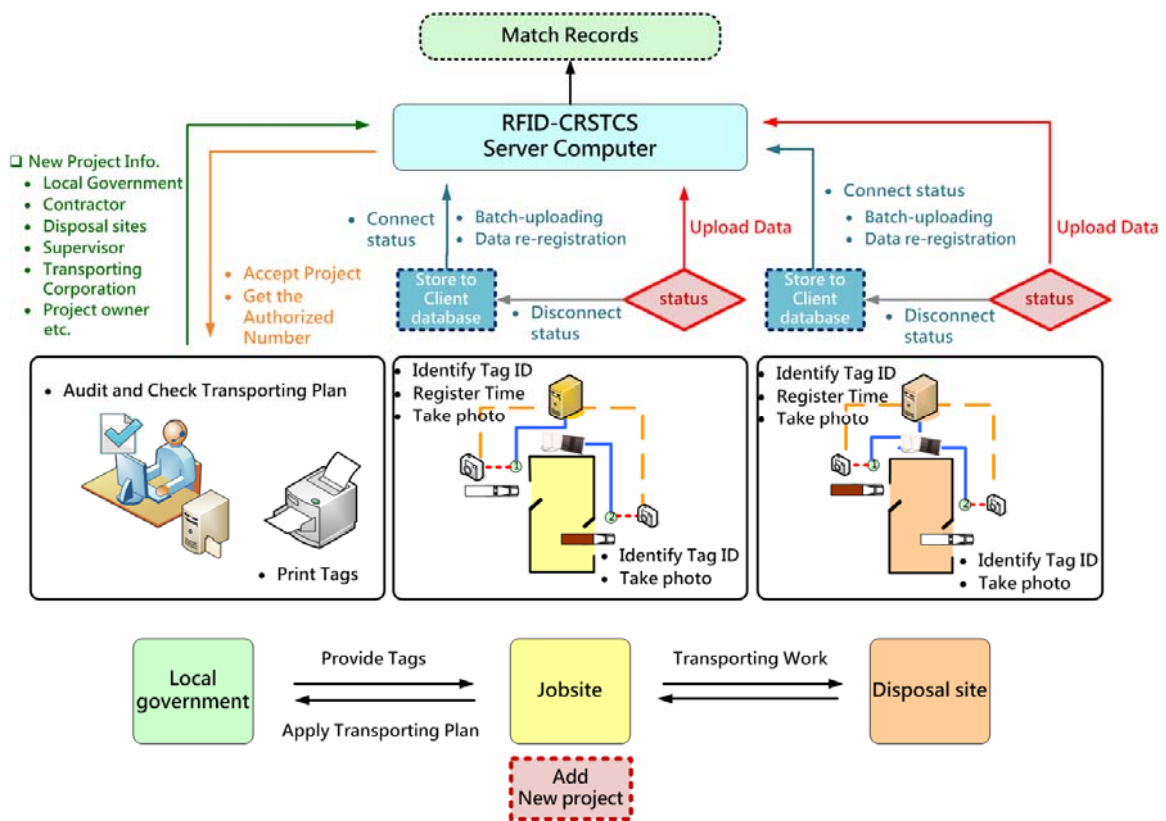 Match Records
RFID-CRSTCS
Server Computer
❑ New Project Info.
• Local Government
• Contractor
• Disposal sites
• Supervisor
• Transporting
Corporation
• Project owner
etc.
• Accept Project
• Get the
Authorized
Number
• Connect
status
• Batch-uploading
• Data re-registration
Upload Data
Store to
Client
database
status
• Disconnect
status
• Connect status
• Batch-uploading
• Data re-registration
Upload Data
Store to
Client
database
status
• Disconnect
status
• Audit and Check Transporting Plan
• Print Tags
• Identify Tag ID
• Register Time
• Take photo
1
2
• Identify Tag ID
• Take photo
• Identify Tag ID
• Register Time
• Take photo
1
2
• Identify Tag ID
• Take photo
Local
government
Provide Tags
Apply Transporting Plan
Jobsite
Transporting Work
Disposal site
Add
New project